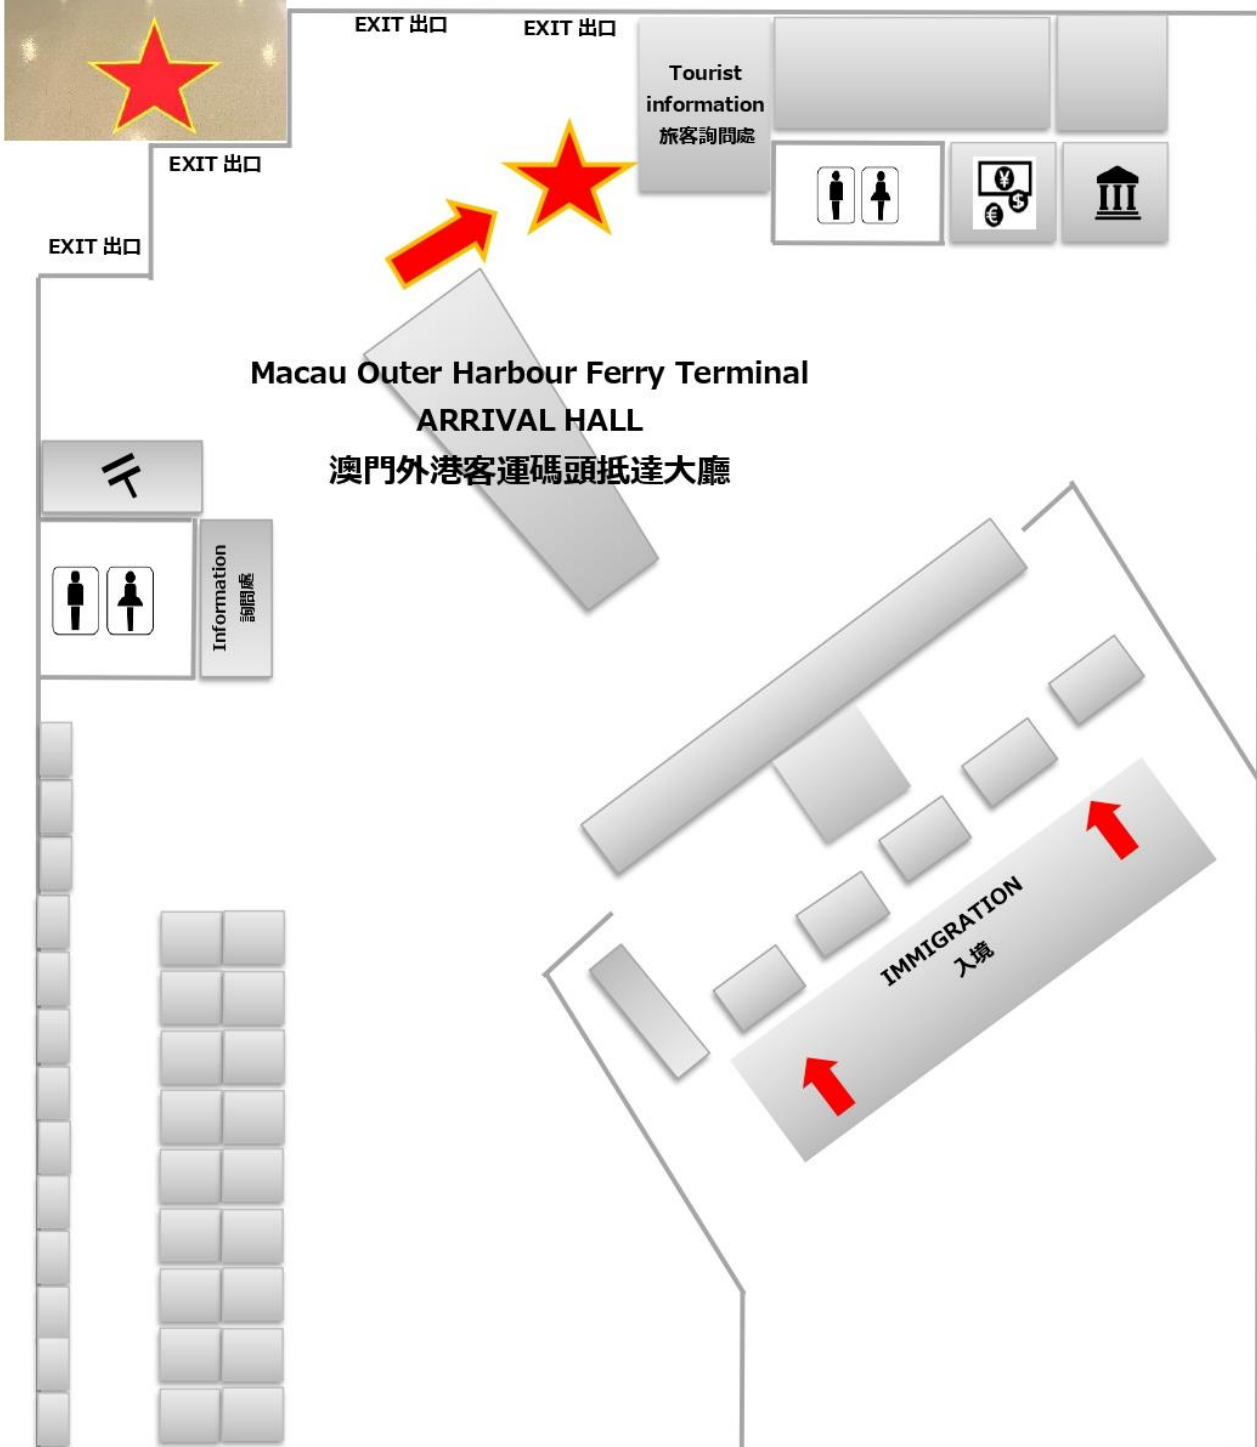 EXIT 出口
EXIT 出口
Tourist
information
旅客詢問處
EXIT 出口
EXIT 出口
Macau Outer Harbour Ferry Terminal
ARRIVAL HALL
澳門外港客運碼頭抵達大廳
Information
詢問處
IMMIGRATION
入境